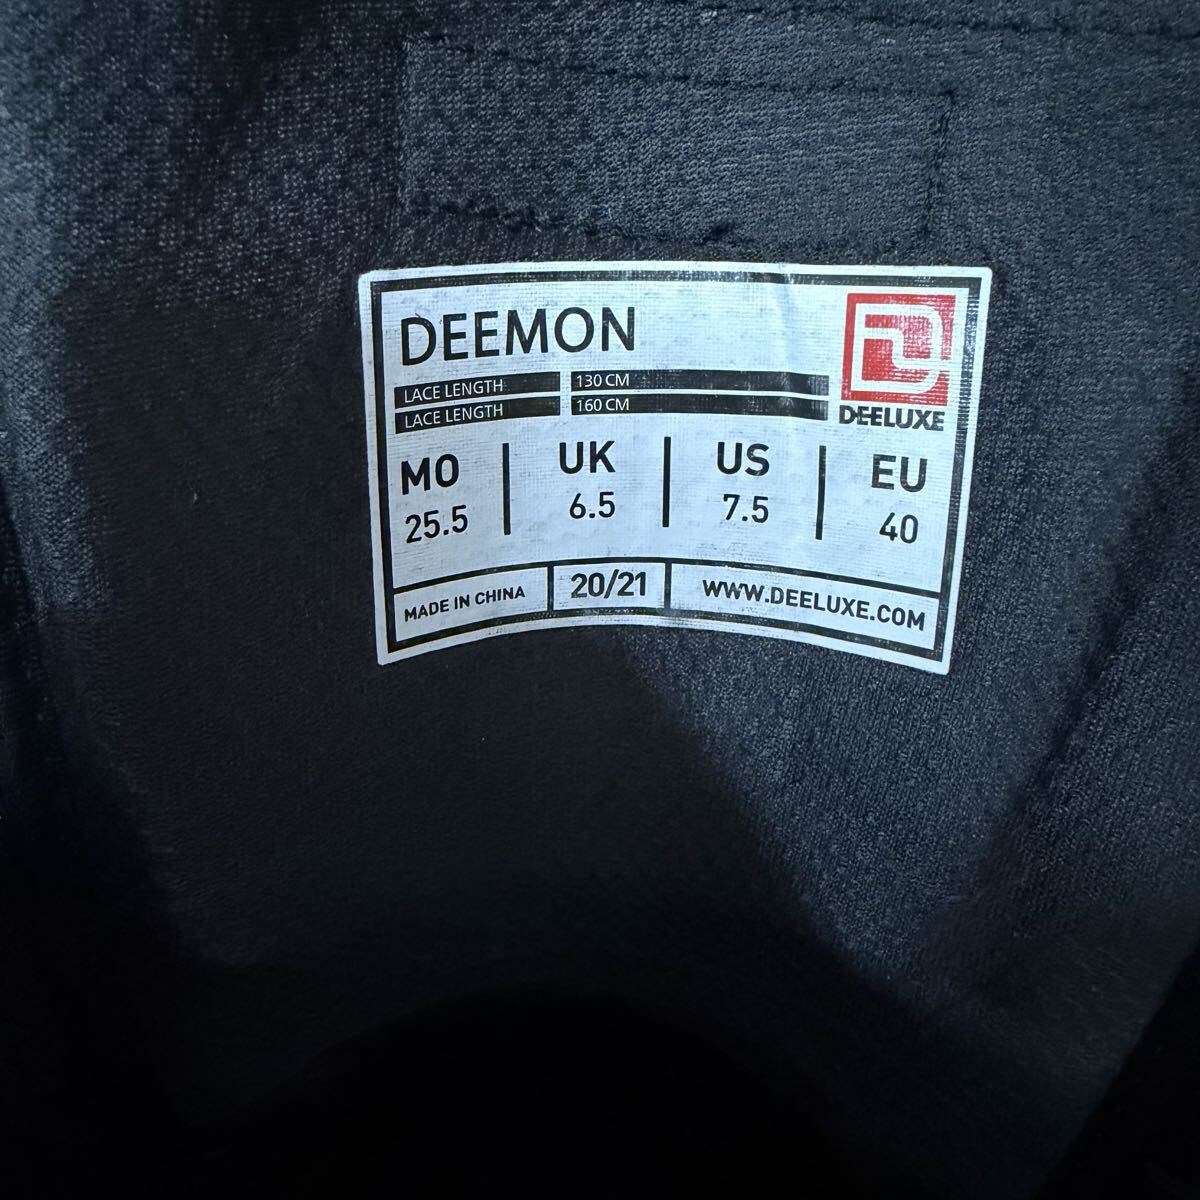 DEEMON
LACE LENGTH 130 CM
LACE LENGTH 160 CM
DEELUXE
MO UK US EU
25.5 6.5 7.5 40
MADE IN CHINA 20/21 WWW.DEELUXE.COM